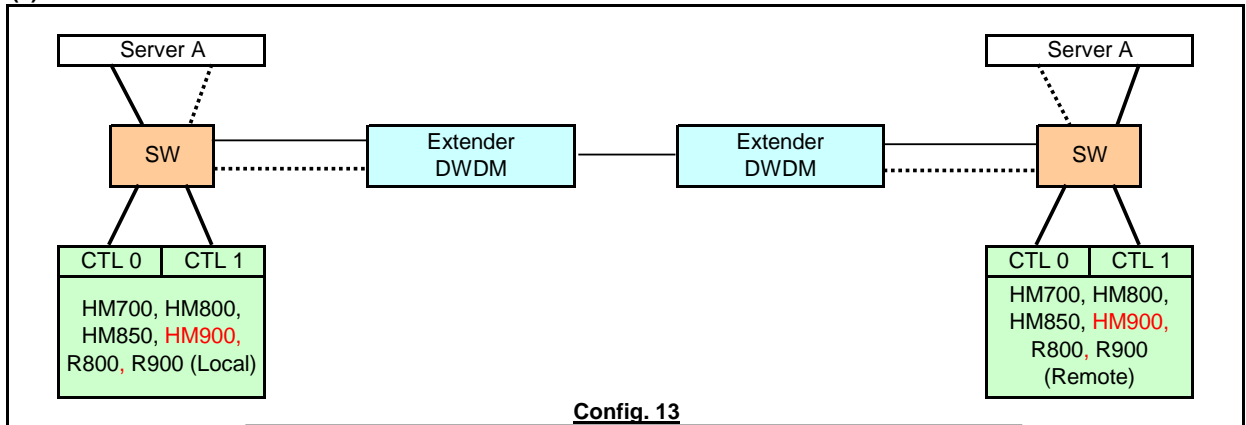 Server A
Server A
SW
Extender
DWDM
Extender
DWDM
SW
CTL 0
CTL 1
HM700, HM800,
HM850, HM900,
R800, R900 (Local)
CTL 0
CTL 1
HM700, HM800,
HM850, HM900,
R800, R900
(Remote)
Config. 13